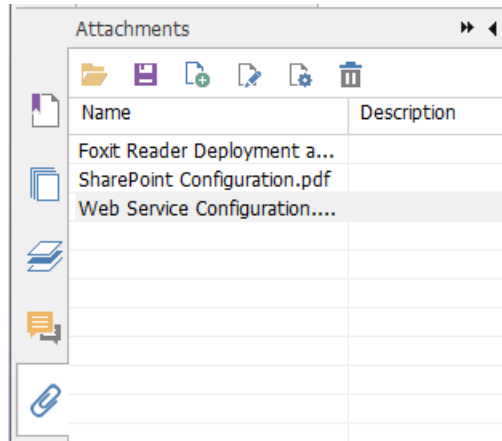 Attachments
Name Description
Foxit Reader Deployment a...
SharePoint Configuration.pdf
Web Service Configuration....